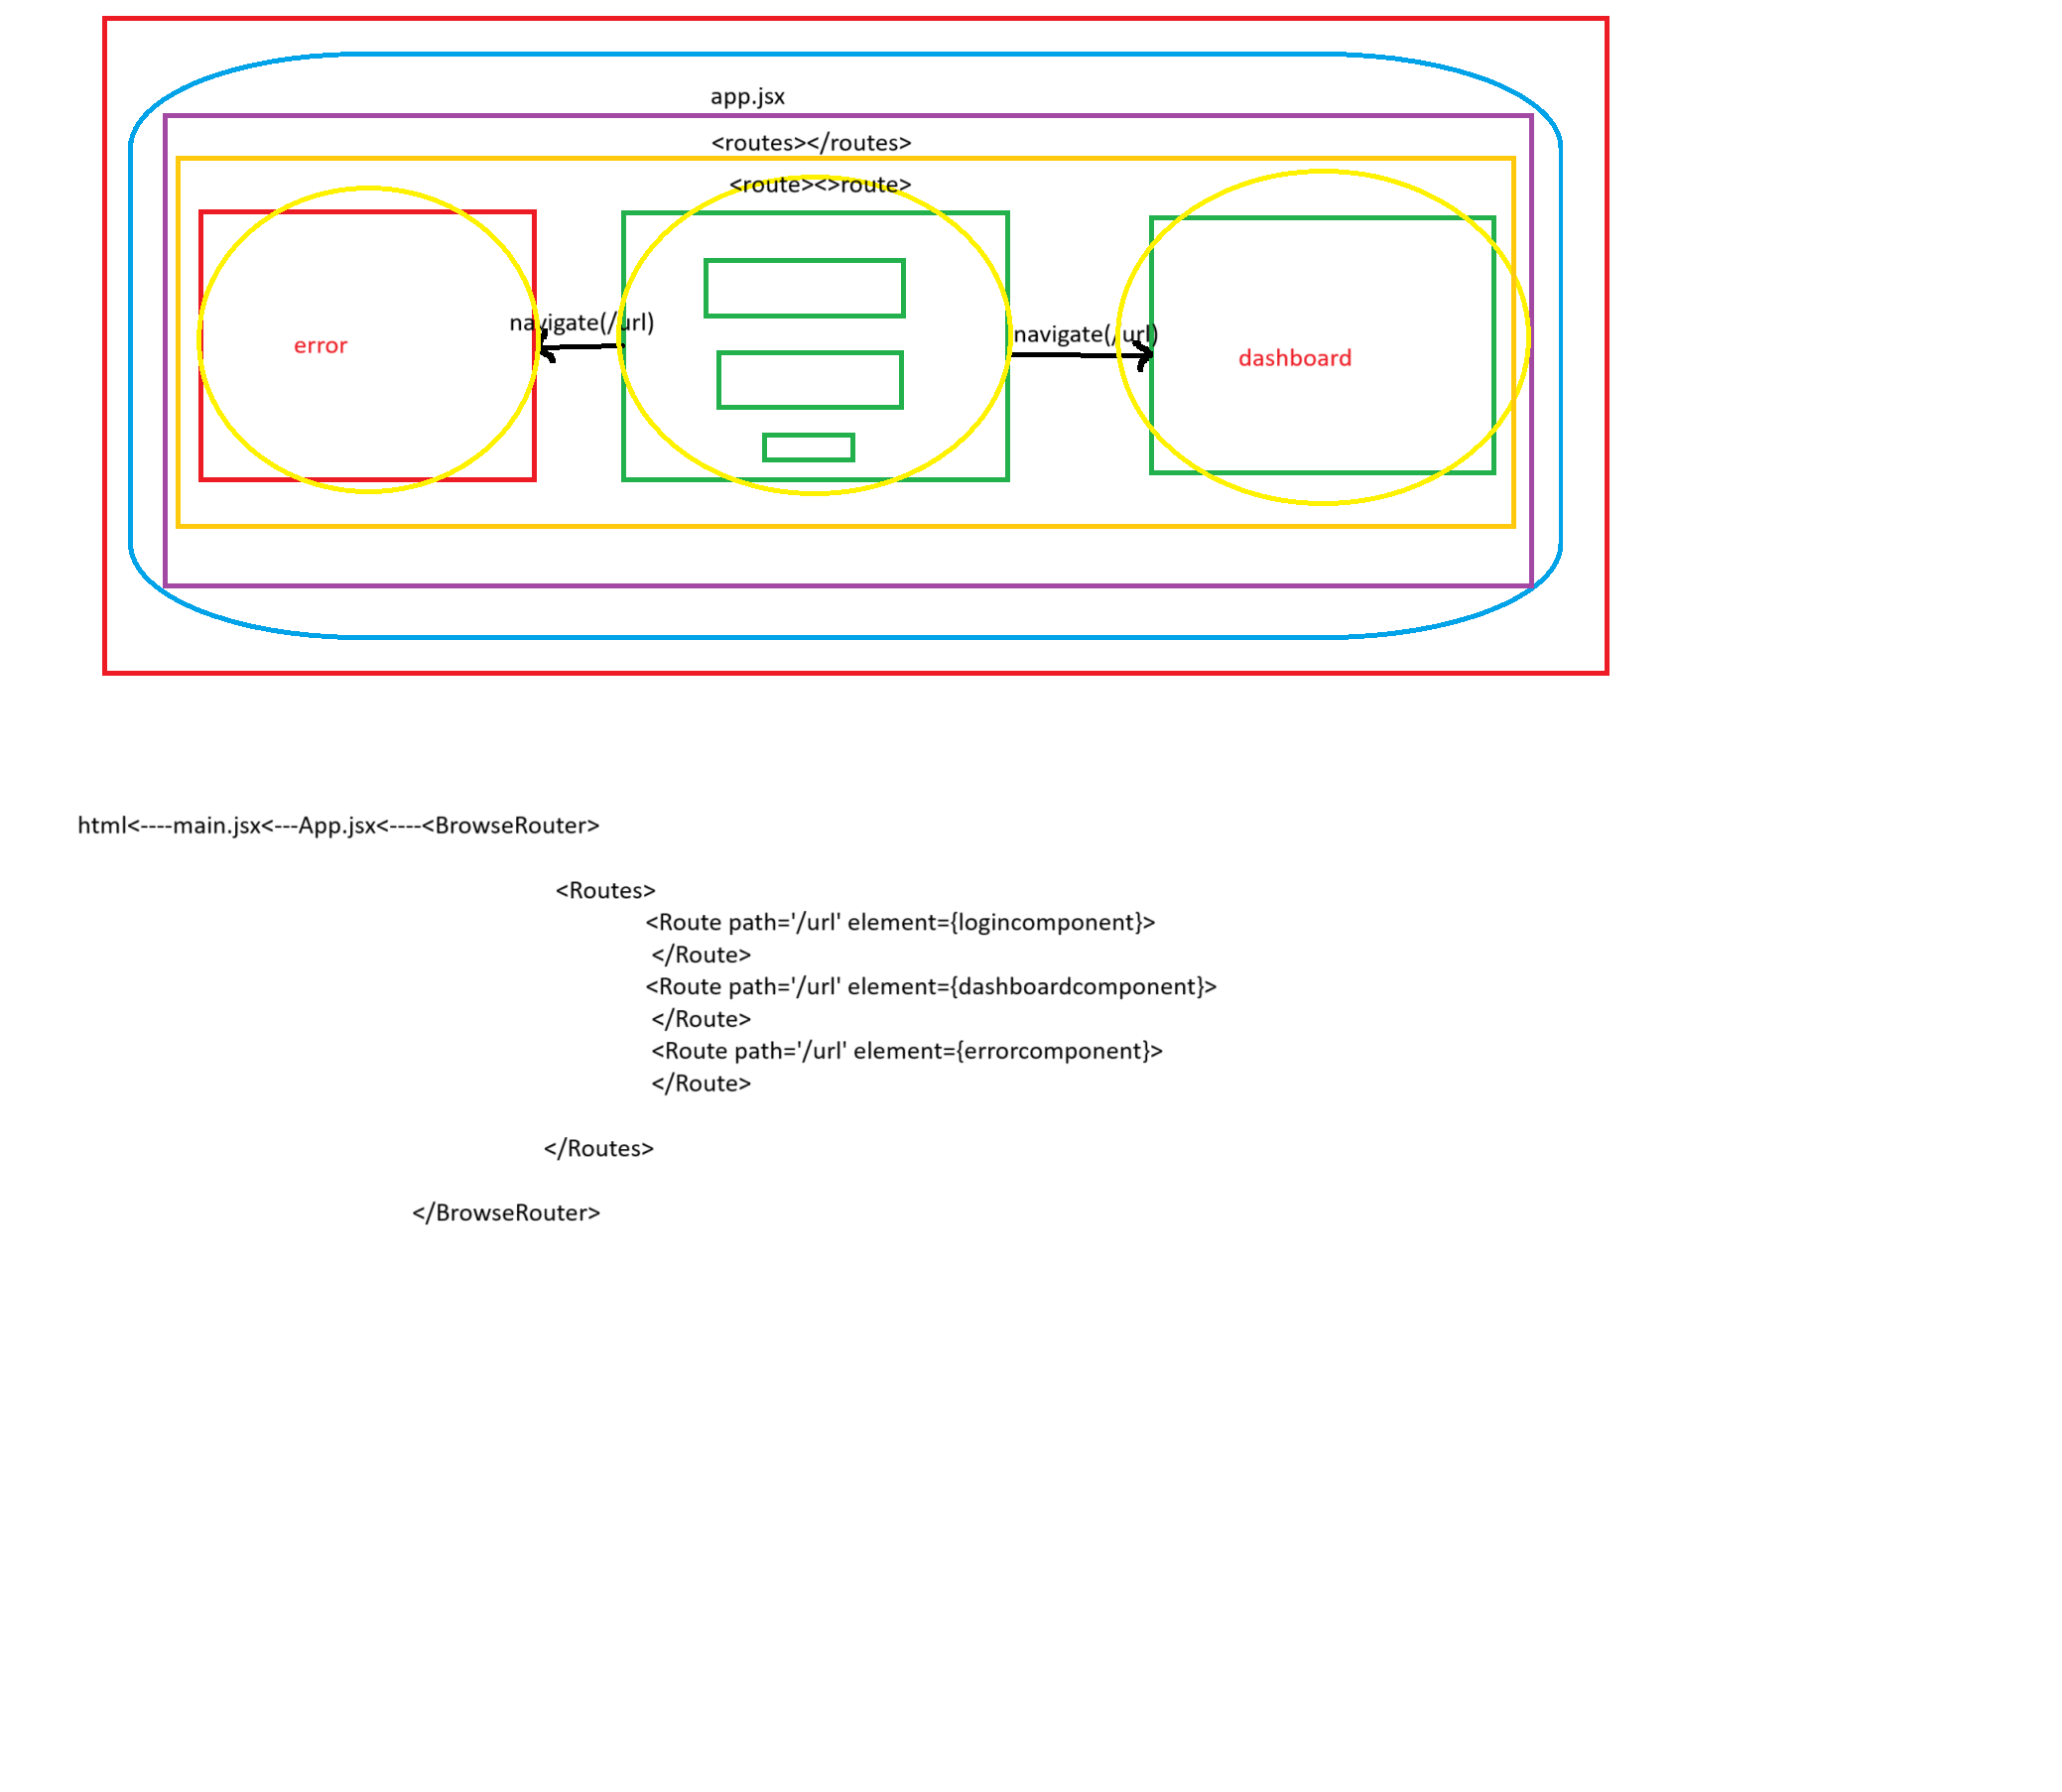 app.jsx
<routes></routes>
<route><>route>
navigate(/url)
navigate(/url)
error
dashboard
html<----main.jsx<---App.jsx<----<BrowseRouter>
<Routes>
<Route path='/url' element={logincomponent}>
</Route>
<Route path='/url' element={dashboardcomponent}>
</Route>
<Route path='/url' element={errorcomponent}>
</Route>
</Routes>
</BrowseRouter>